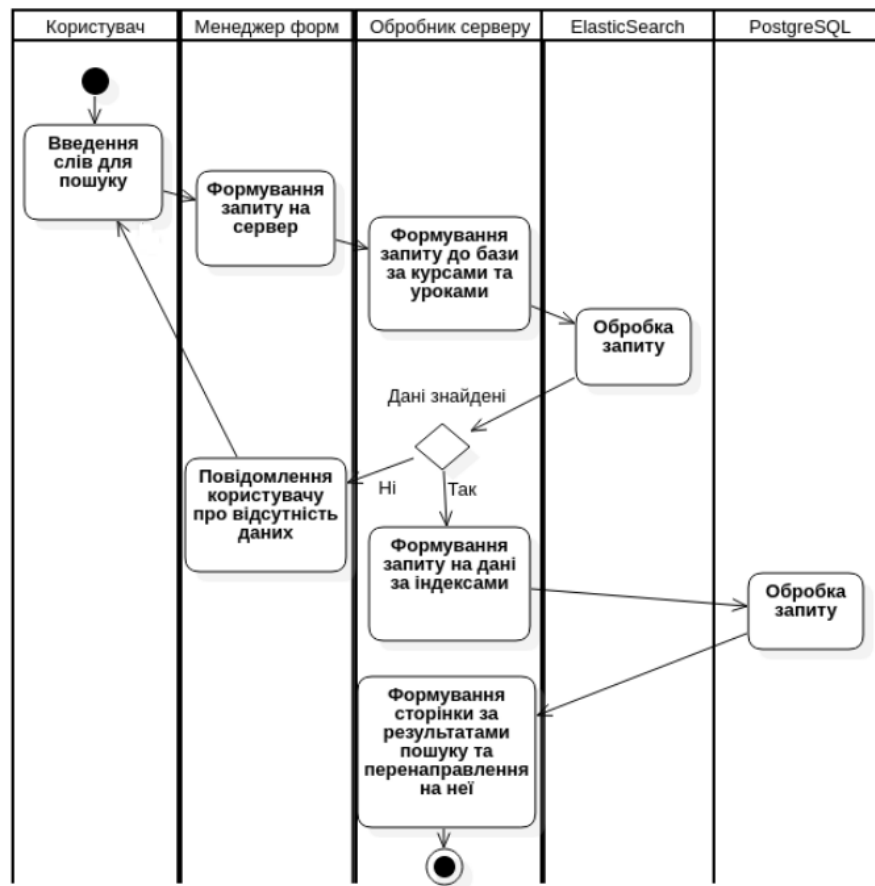 Користувач
Менеджер форм
Обробник серверу
ElasticSearch
PostgreSQL
Введення
слів для
пошуку
Формування
запиту на
сервер
Формування
запиту до бази
за курсами та
уроками
Обробка
запиту
Дані знайдені
Ні
Так
Повідомлення
користувачу
про відсутність
даних
Формування
запиту на дані
за індексами
Обробка
запиту
Формування
сторінки за
результатами
пошуку та
перенаправлення
на неї